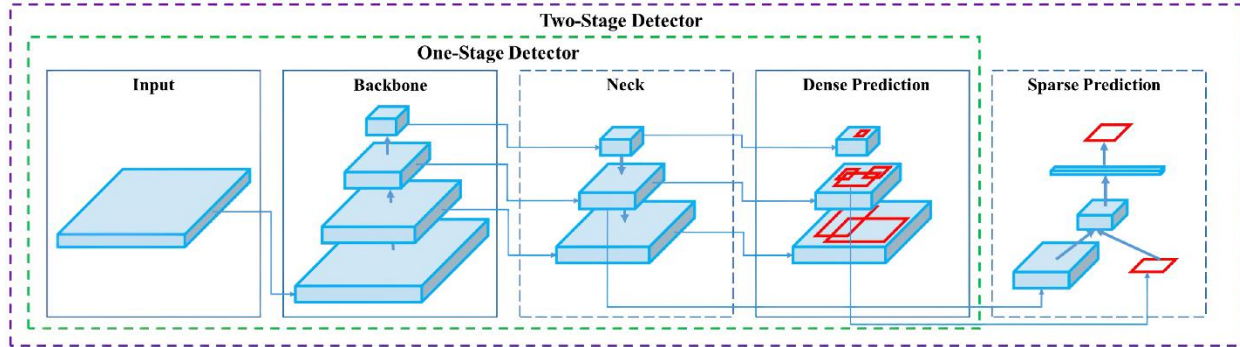 Two-Stage Detector
One-Stage Detector
Input
Backbone
Neck
Dense Prediction
Sparse Prediction